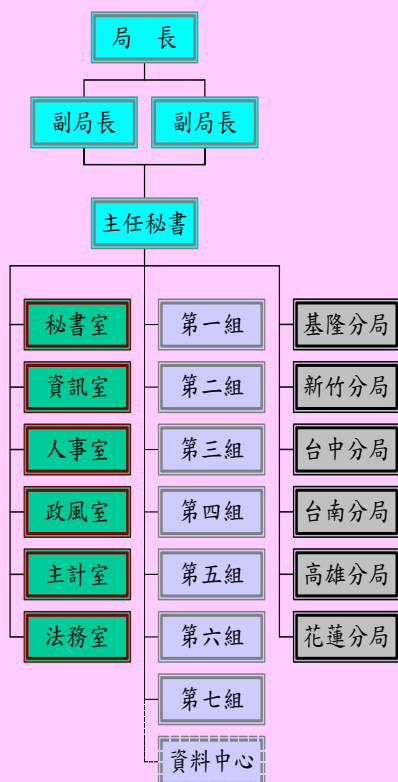 局 長
副局長 副局長
主任秘書
秘書室 第一組 基隆分局
資訊室 第二組 新竹分局
人事室 第三組 台中分局
政風室 第四組 台南分局
主計室 第五組 高雄分局
法務室 第六組 花蓮分局
第七組
資料中心